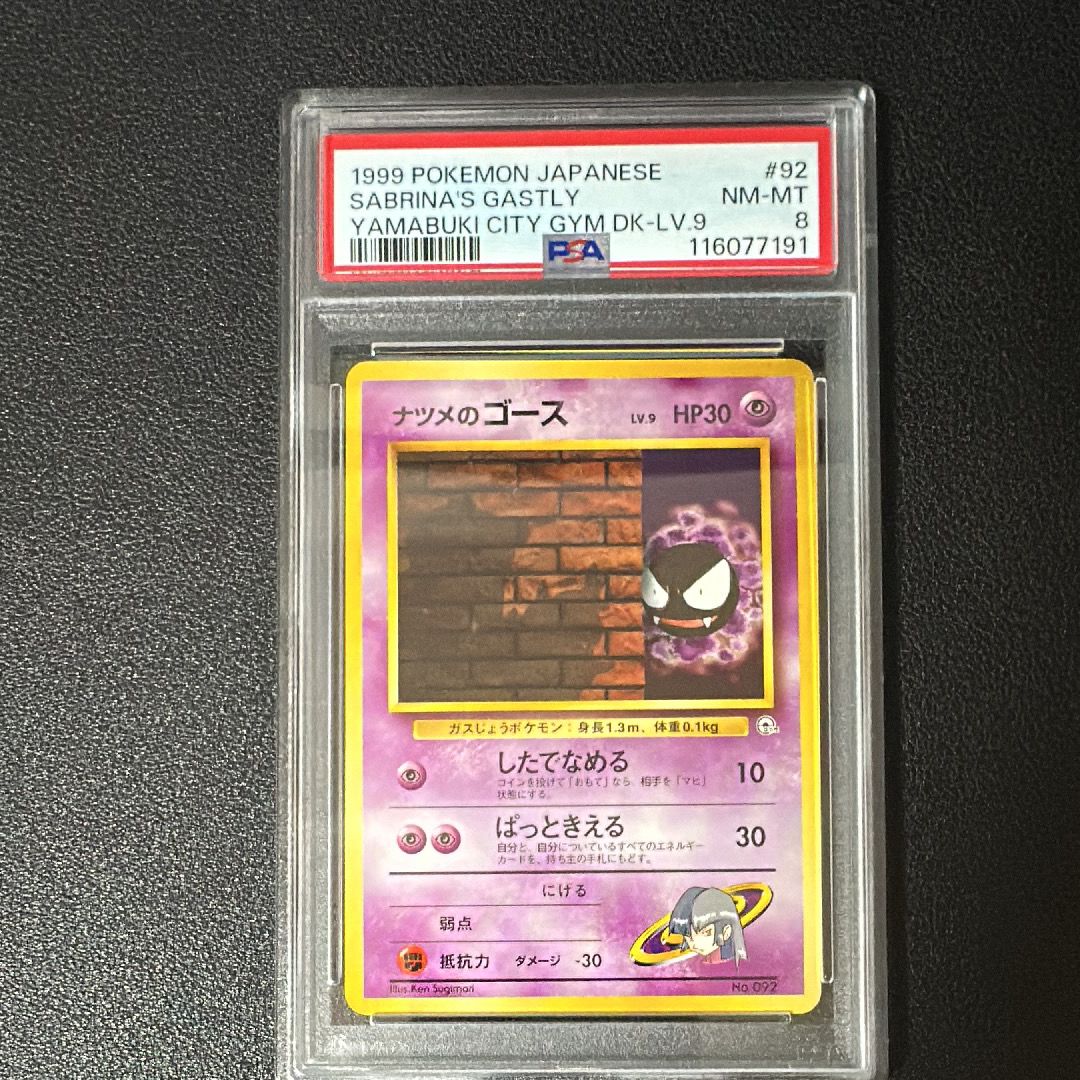 1999 POKEMON JAPANESE #92
SABRINA'S GASTLY NM-MT
YAMABUKI CITY GYM DK-LV.9 8
PSA 116077191
ナツメのゴース LV.9 HP30
ガスじょうポケモン：身長1.3m、体重0.1kg
したでなめる 10
コインを投げて「おもて」なら、相手を「マヒ」
状態にする。
ぱっときえる 30
自分と、自分についているすべてのエネルギー
カードを、持ち主の手札にもどす。
にげる
弱点
抵抗力 ダメージ -30
Illus.Ken Sugimori No.092